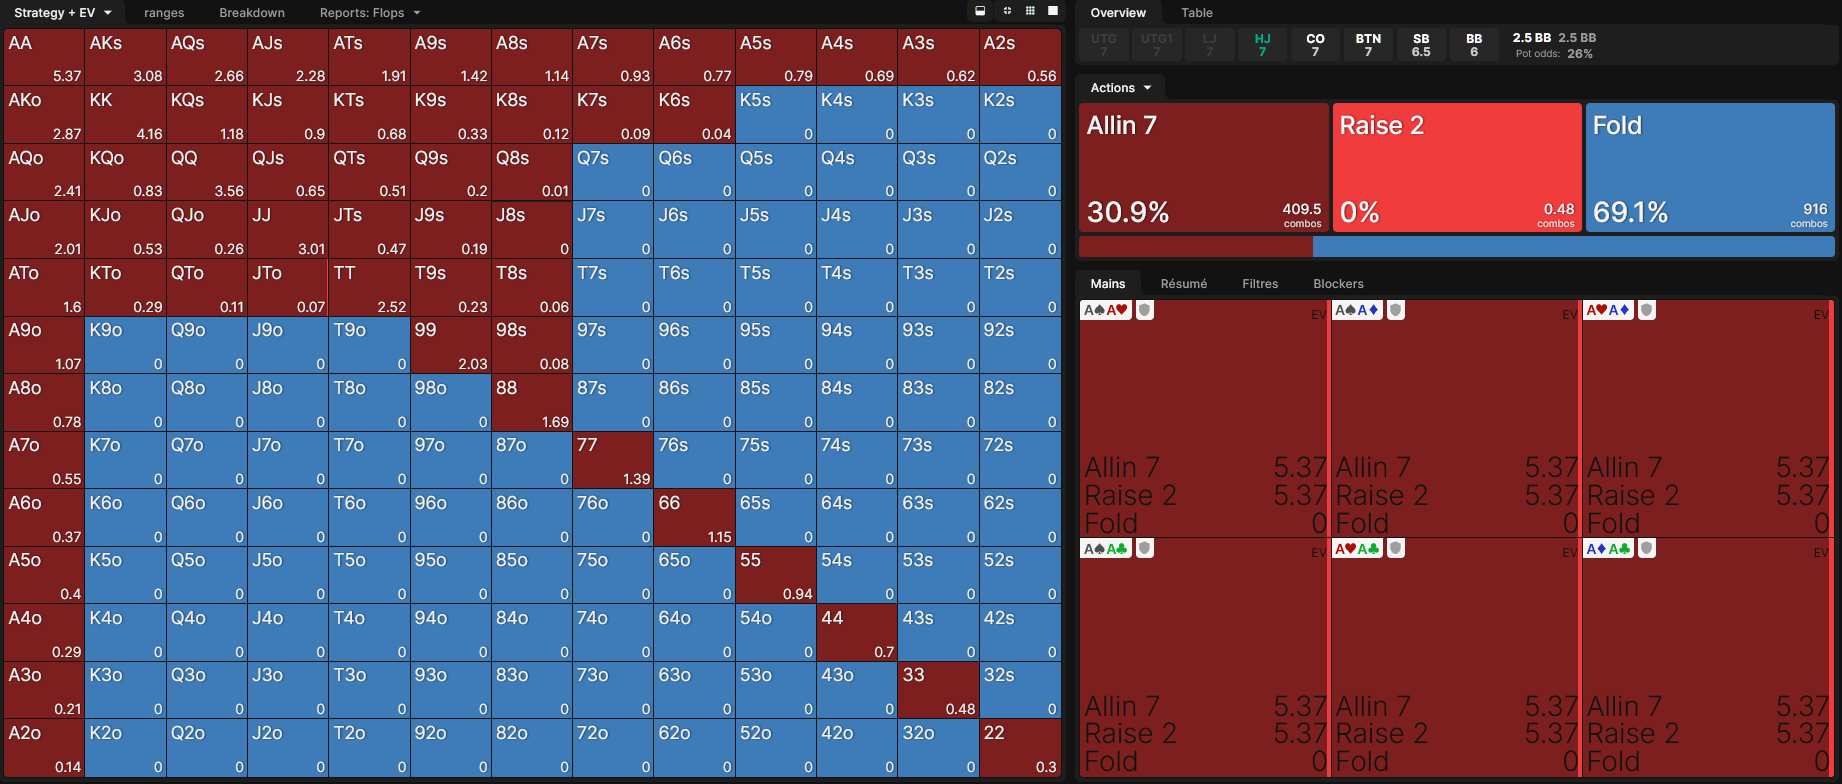 Strategy + EV ranges Breakdown Reports: Flops
AA AKs AQs AJs ATs A9s A8s A7s A6s A5s A4s A3s A2s
5.37 3.08 2.66 2.28 1.91 1.42 1.14 0.93 0.77 0.79 0.69 0.62 0.56
AKo KK KQs KJs KTs K9s K8s K7s K6s K5s K4s K3s K2s
2.87 4.16 1.18 0.9 0.68 0.33 0.12 0.09 0.04 0 0 0 0
AQo KQo QQ QJs QTs Q9s Q8s Q7s Q6s Q5s Q4s Q3s Q2s
2.41 0.83 3.56 0.65 0.51 0.2 0.01 0 0 0 0 0 0
AJo KJo QJo JJ JTs J9s J8s J7s J6s J5s J4s J3s J2s
2.01 0.53 0.26 3.01 0.47 0.19 0 0 0 0 0 0 0
ATo KTo QTo JTo TT T9s T8s T7s T6s T5s T4s T3s T2s
1.6 0.29 0.11 0.07 2.52 0.23 0.06 0 0 0 0 0 0
A9o K9o Q9o J9o T9o 99 98s 97s 96s 95s 94s 93s 92s
1.07 0 0 0 0 2.03 0.08 0 0 0 0 0 0
A8o K8o Q8o J8o T8o 98o 88 87s 86s 85s 84s 83s 82s
0.78 0 0 0 0 0 1.69 0 0 0 0 0 0
A7o K7o Q7o J7o T7o 97o 87o 77 76s 75s 74s 73s 72s
0.55 0 0 0 0 0 0 1.39 0 0 0 0 0
A6o K6o Q6o J6o T6o 96o 86o 76o 66 65s 64s 63s 62s
0.37 0 0 0 0 0 0 0 1.15 0 0 0 0
A5o K5o Q5o J5o T5o 95o 85o 75o 65o 55 54s 53s 52s
0.4 0 0 0 0 0 0 0 0 0.94 0 0 0
A4o K4o Q4o J4o T4o 94o 84o 74o 64o 54o 44 43s 42s
0.29 0 0 0 0 0 0 0 0 0 0.7 0 0
A3o K3o Q3o J3o T3o 93o 83o 73o 63o 53o 43o 33 32s
0.21 0 0 0 0 0 0 0 0 0 0 0.48 0
A2o K2o Q2o J2o T2o 92o 82o 72o 62o 52o 42o 32o 22
0.14 0 0 0 0 0 0 0 0 0 0 0 0.3
Overview Table
UTG UTG1 LJ HJ CO BTN SB BB 2.5 BB 2.5 BB
7 7 7 7 7 7 6.5 6 Pot odds: 26%
Actions
Allin 7 Raise 2 Fold
30.9% 409.5 combos 0% 0.48 combos 69.1% 916 combos
Mains Résumé Filtres Blockers
A♠A♥ EV A♠A♦ EV A♥A♦ EV
Allin 7 5.37 Allin 7 5.37 Allin 7 5.37
Raise 2 5.37 Raise 2 5.37 Raise 2 5.37
Fold 0 Fold 0 Fold 0
A♠A♣ EV A♥A♣ EV A♦A♣ EV
Allin 7 5.37 Allin 7 5.37 Allin 7 5.37
Raise 2 5.37 Raise 2 5.37 Raise 2 5.37
Fold 0 Fold 0 Fold 0